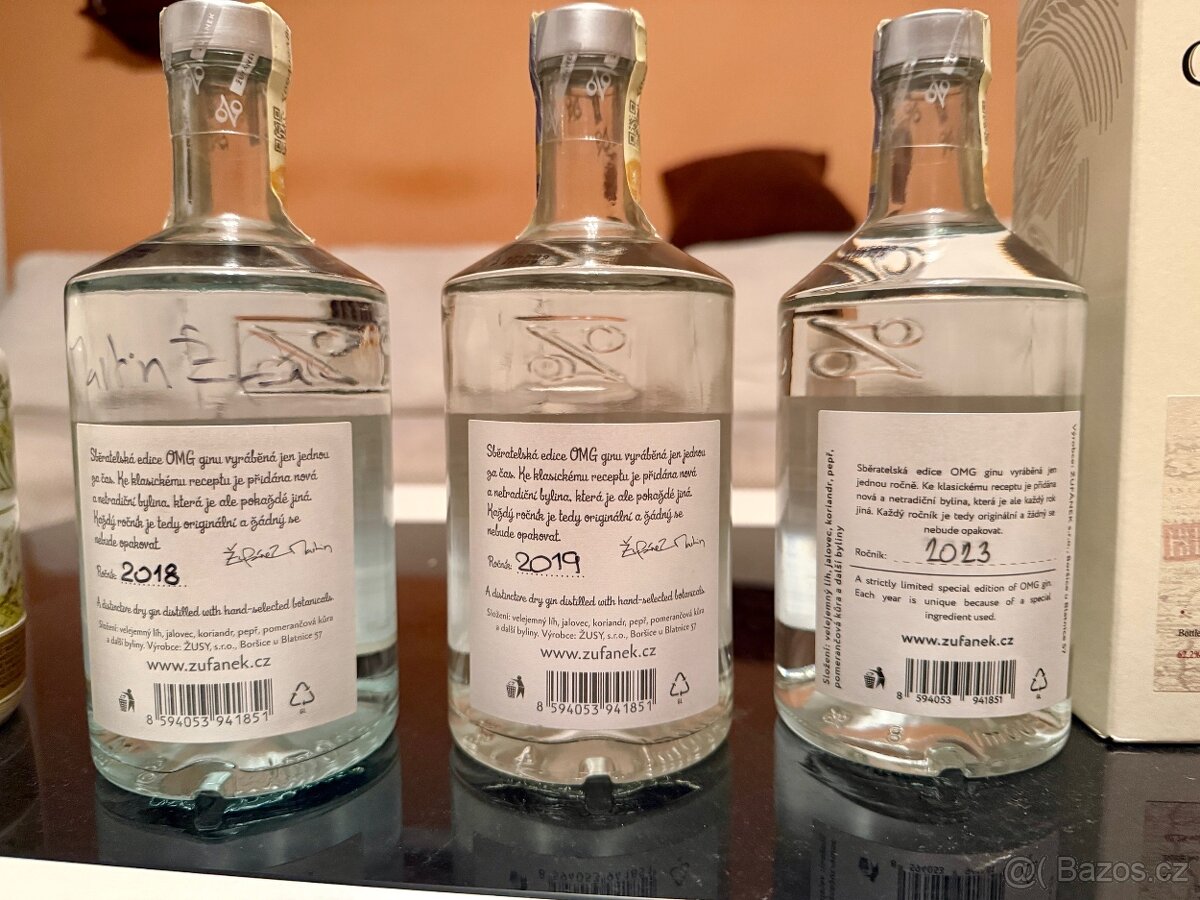 ŽUFANEK
Martin
Sběratelská edice OMG ginu vyráběná jen jednou
za čas. Ke klasickému receptu je přidána nová
a netradiční bylina, která je ale pokaždé jiná.
Každý ročník je tedy originální a žádný se
nebude opakovat.
Ročník: 2018
A distinctive dry gin distilled with hand-selected botanicals.
Složení: velejemný líh, jalovec, koriandr, pepř, pomerančová kůra
a další byliny. Výrobce: ŽUSY, s.r.o., Boršice u Blatnice 57
www.zufanek.cz
8 594053 941851
Sběratelská edice OMG ginu vyráběná jen jednou
za čas. Ke klasickému receptu je přidána nová
a netradiční bylina, která je ale pokaždé jiná.
Každý ročník je tedy originální a žádný se
nebude opakovat.
Ročník: 2019
A distinctive dry gin distilled with hand-selected botanicals.
Složení: velejemný líh, jalovec, koriandr, pepř, pomerančová kůra
a další byliny. Výrobce: ŽUSY, s.r.o., Boršice u Blatnice 57
www.zufanek.cz
8 594053 941851
Složení: velejemný líh, jalovec, koriandr, pepř,
pomerančová kůra a další byliny
Sběratelská edice OMG ginu vyráběná jen
jednou ročně. Ke klasickému receptu je přidána
nová a netradiční bylina, která je ale každý rok
jiná. Každý ročník je tedy originální a žádný se
nebude opakovat.
Ročník: 2023
A strictly limited special edition of OMG gin.
Each year is unique because of a special
ingredient used.
www.zufanek.cz
8 594053 941851
Výrobce: ZUFANEK s.r.o., Boršice u Blatnice 57
Bottle
62,2%
@( Bazos.cz